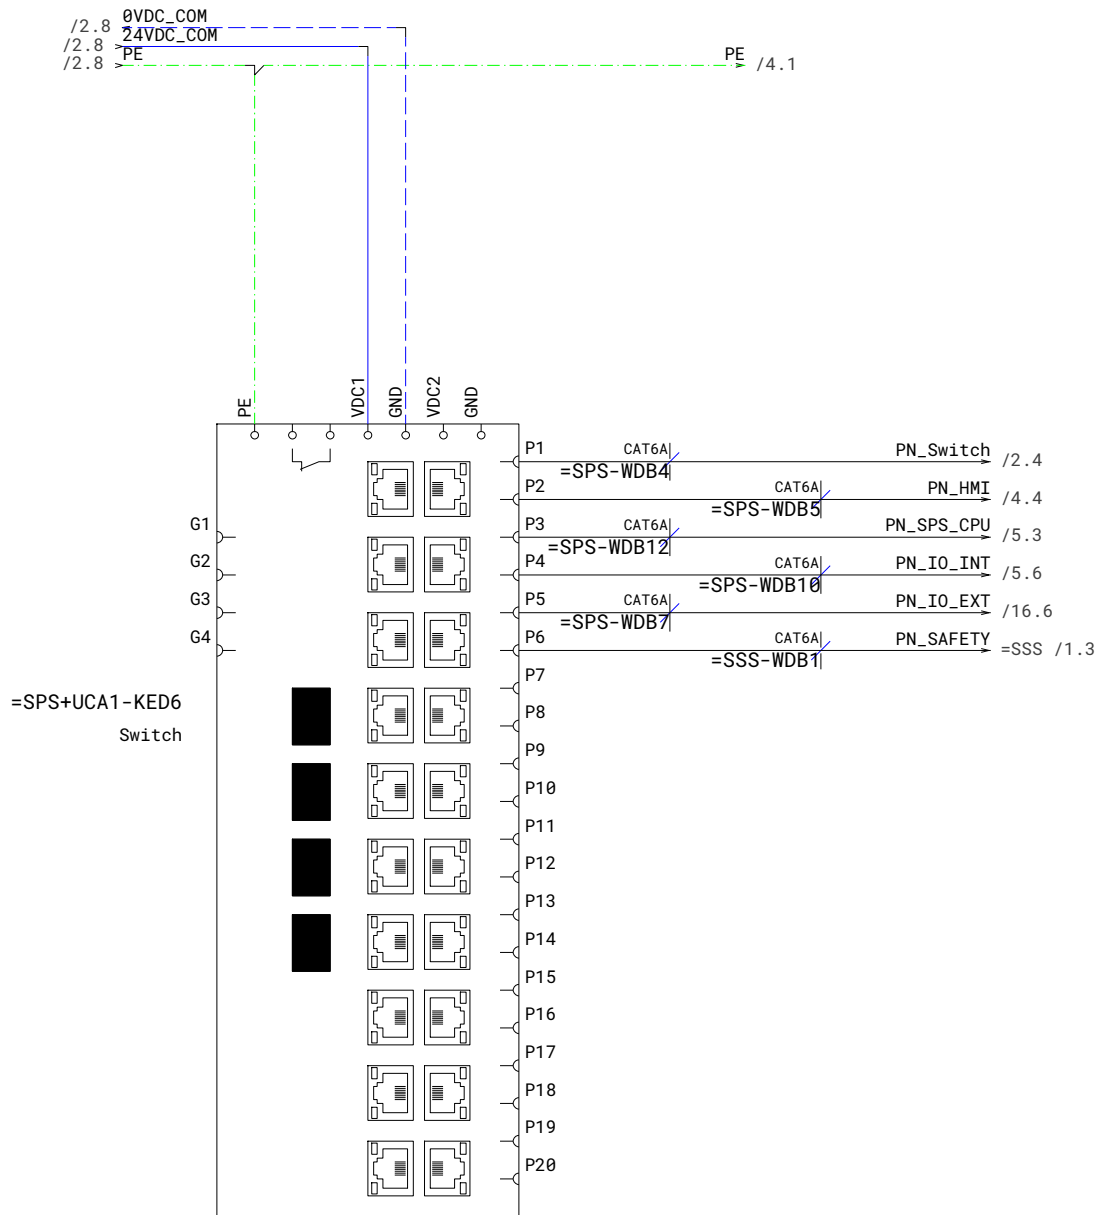 0VDC_COM
/2.8
24VDC_COM
/2.8
PE
/2.8
PE
/4.1
PE
VDC1
GND
VDC2
GND
P1 CAT6A PN_Switch /2.4
=SPS-WDB4
P2 CAT6A PN_HMI /4.4
=SPS-WDB5
G1 P3 CAT6A PN_SPS_CPU /5.3
=SPS-WDB12
G2 P4 CAT6A PN_IO_INT /5.6
=SPS-WDB10
G3 P5 CAT6A PN_IO_EXT /16.6
=SPS-WDB7
G4 P6 CAT6A PN_SAFETY =SSS /1.3
=SSS-WDB1
P7
=SPS+UCA1-KED6
P8
Switch
P9
P10
P11
P12
P13
P14
P15
P16
P17
P18
P19
P20